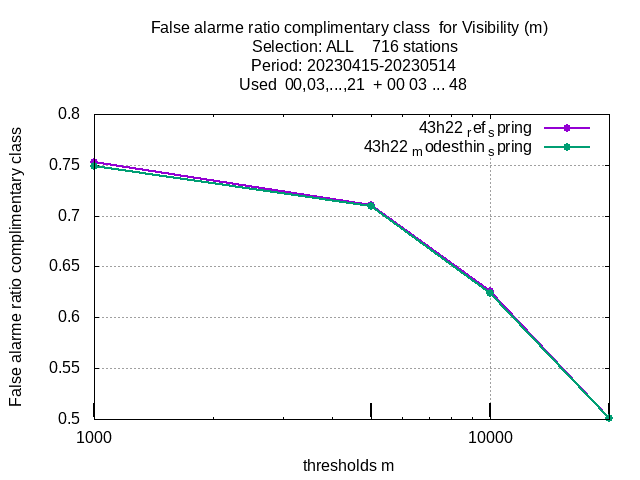 False alarme ratio complimentary class  for Visibility (m)
Selection: ALL    716 stations
Period: 20230415-20230514
Used  00,03,...,21  + 00 03 ... 48
43h22 ref spring
43h22 modesthin spring
False alarme ratio complimentary class
0.8
0.75
0.7
0.65
0.6
0.55
0.5
1000
10000
thresholds m